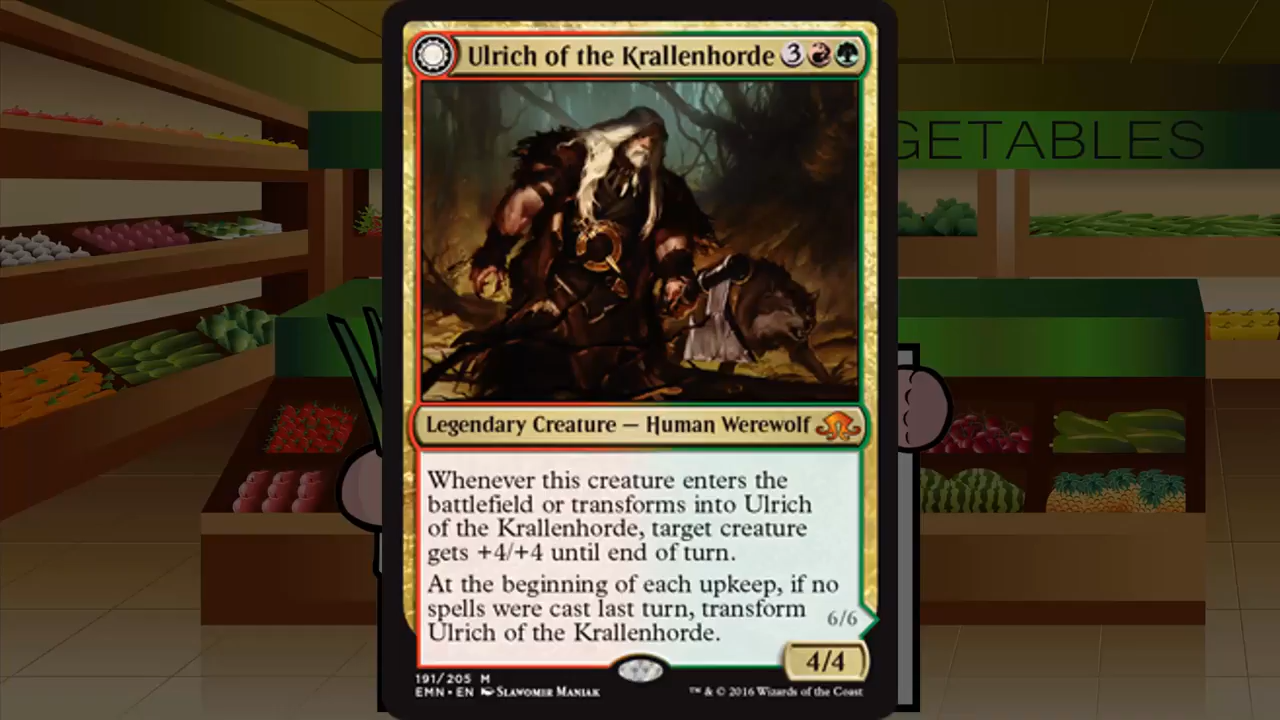 Ulrich of the Krallenhorde 3
GETABLES
Legendary Creature — Human Werewolf
Whenever this creature enters the
battlefield or transforms into Ulrich
of the Krallenhorde, target creature
gets +4/+4 until end of turn.
At the beginning of each upkeep, if no
spells were cast last turn, transform
Ulrich of the Krallenhorde.
6/6
4/4
191/205 M
EMN • EN Slawomir Maniak
™ & © 2016 Wizards of the Coast